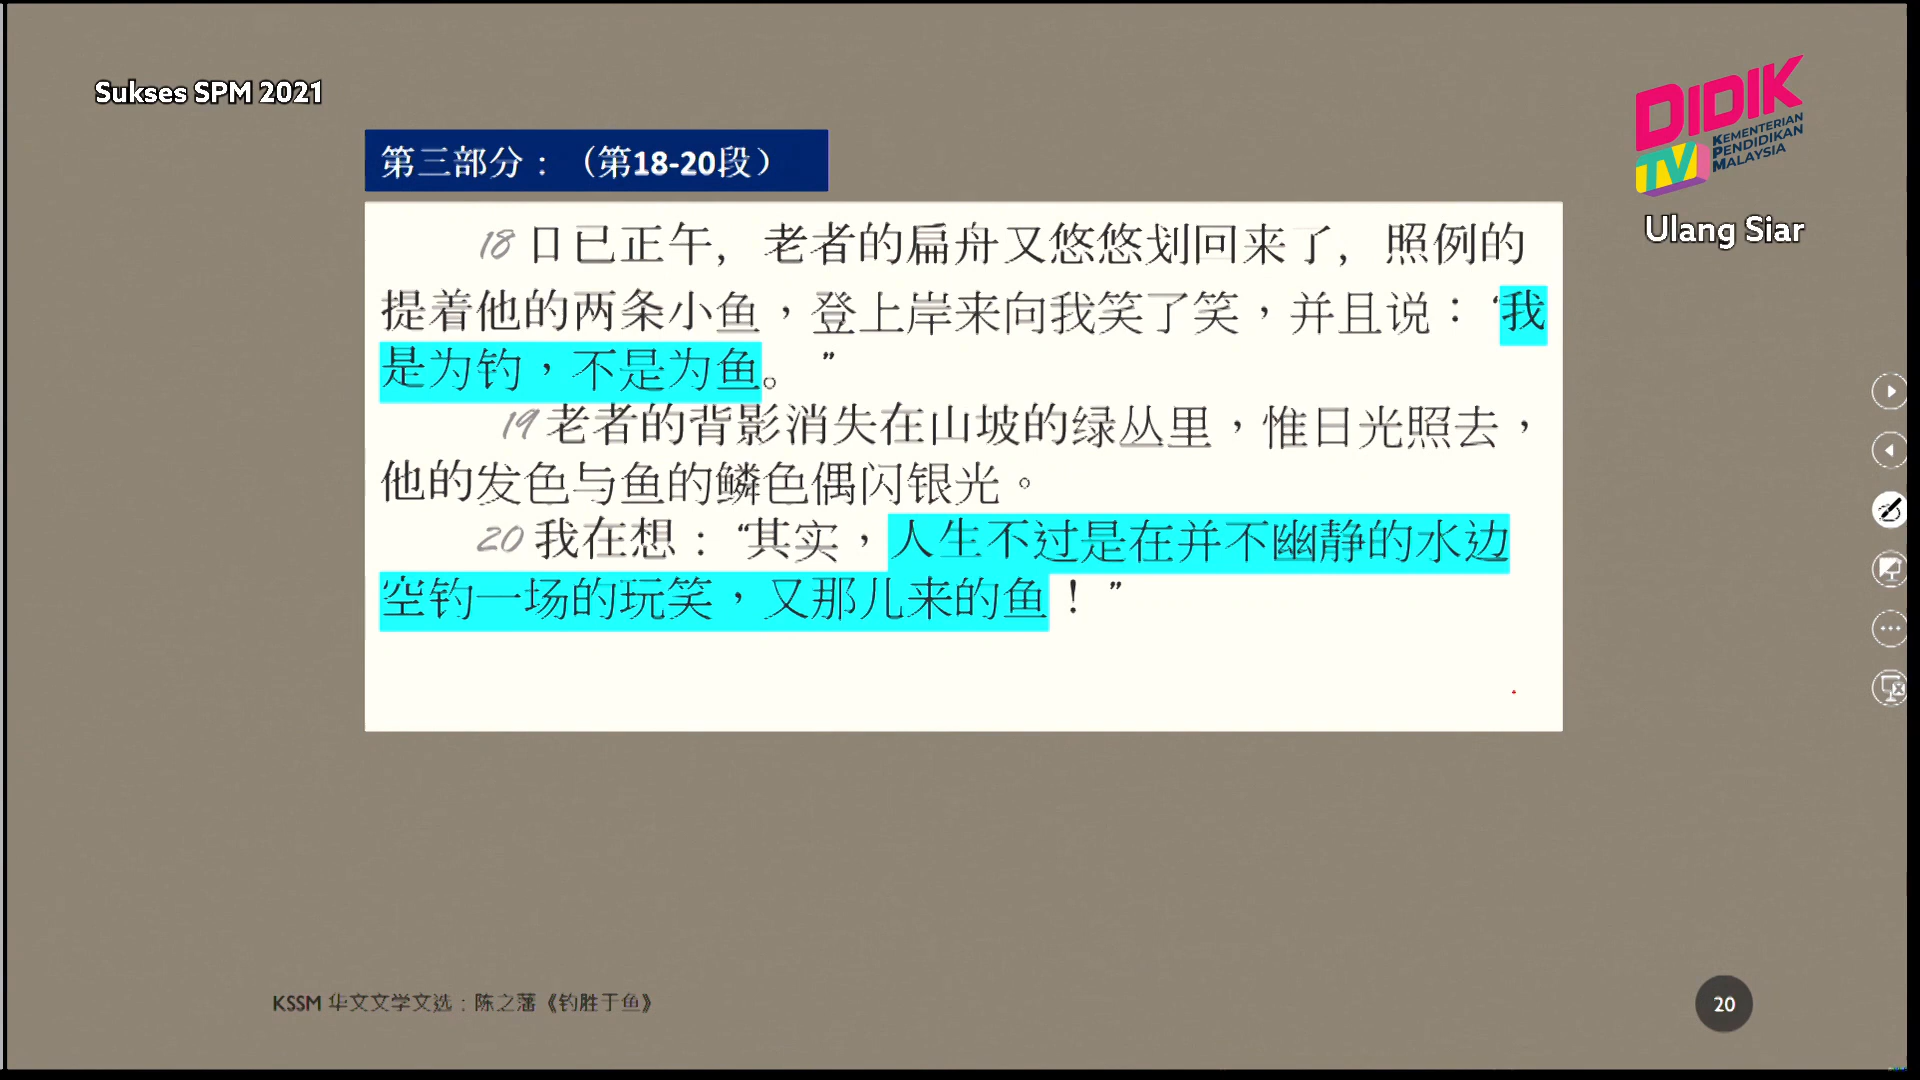 Sukses SPM 2021
DIDIK
TV
KEMENTERIAN
PENDIDIKAN
MALAYSIA
Ulang Siar
第三部分：（第18-20段）
18 日已正午，老者的扁舟又悠悠划回来了，照例的
提着他的两条小鱼，登上岸来向我笑了笑，并且说：“我
是为钓，不是为鱼。”
19 老者的背影消失在山坡的绿丛里，惟日光照去，
他的发色与鱼的鳞色偶闪银光。
20 我在想：“其实，人生不过是在并不幽静的水边
空钓一场的玩笑，又那儿来的鱼！”
KSSM 华文文学文选：陈之藩《钓胜于鱼》
20